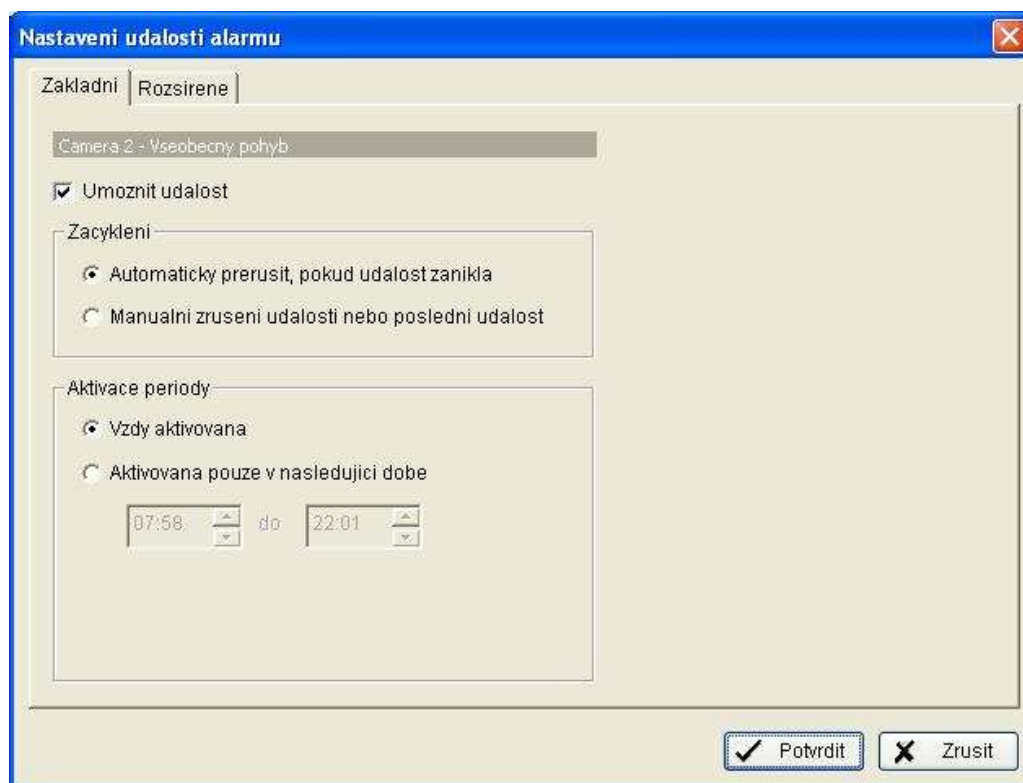 Nastaveni udalosti alarmu
Zakladni
Rozsirene
Camera 2 - Vseobecny pohyb
Umoznit udalost
Zacykleni
Automaticky prerusit, pokud udalost zanikla
Manualni zruseni udalosti nebo posledni udalost
Aktivace periody
Vzdy aktivovana
Aktivovana pouze v nasledujici dobe
07:58 do 22:01
Potvrdit
Zrusit